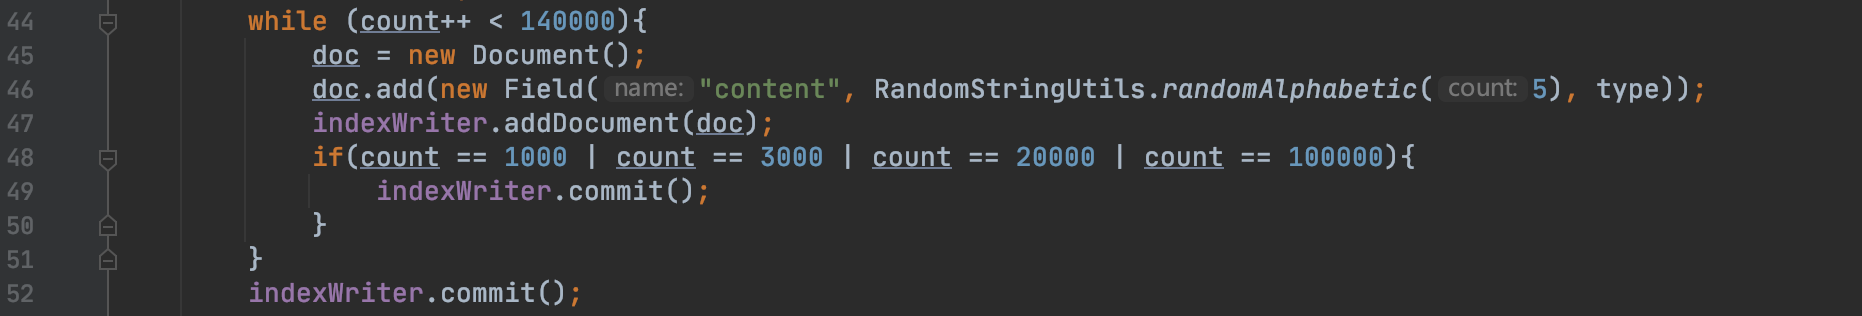 44 while (count++ < 140000){
45 doc = new Document();
46 doc.add(new Field( name: "content", RandomStringUtils.randomAlphabetic( count: 5), type));
47 indexWriter.addDocument(doc);
48 if(count == 1000 | count == 3000 | count == 20000 | count == 100000){
49 indexWriter.commit();
50 }
51 }
52 indexWriter.commit();